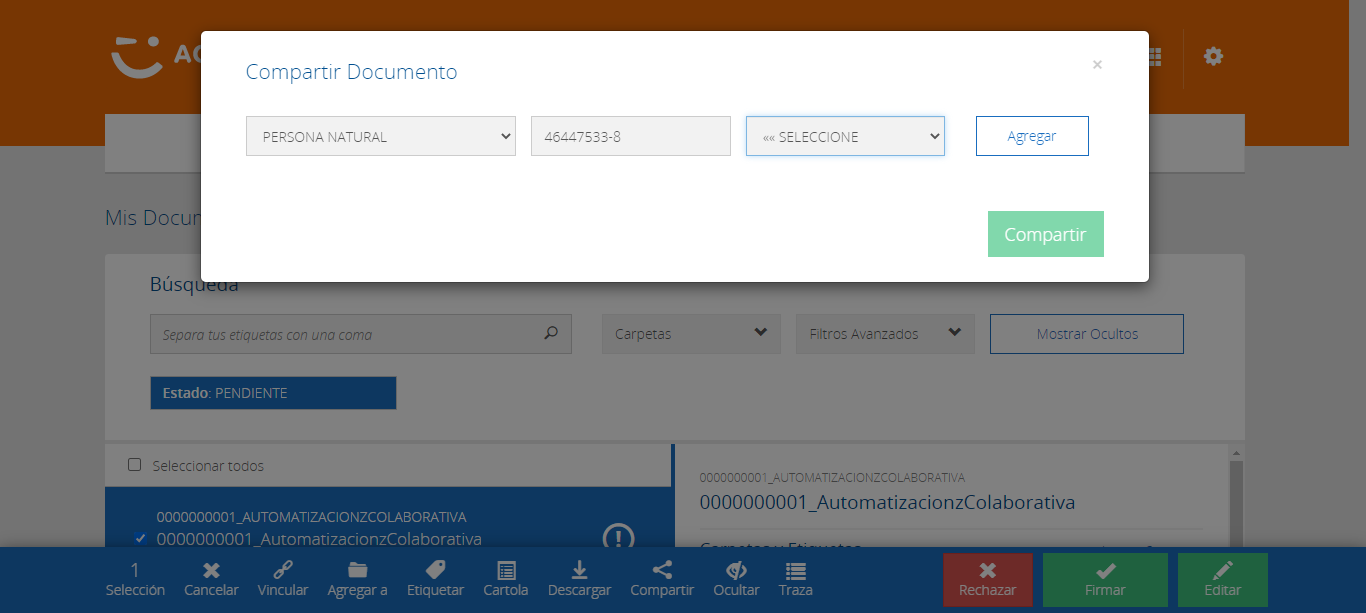 Compartir Documento
×
PERSONA NATURAL
46447533-8
«« SELECCIONE
Agregar
Compartir
Mis
Búsqueda
Separa tus etiquetas con una coma
Carpetas
Filtros Avanzados
Mostrar Ocultos
Estado: PENDIENTE
Seleccionar todos
0000000001_AUTOMATIZACIONZCOLABORATIVA
0000000001_AutomatizacionzColaborativa
0000000001_AUTOMATIZACIONZCOLABORATIVA
0000000001_AutomatizacionzColaborativa
Carpetas y Etiquetas
1
Selección
Cancelar
Vincular
Agregar a
Etiquetar
Cartola
Descargar
Compartir
Ocultar
Traza
Rechazar
Firmar
Editar